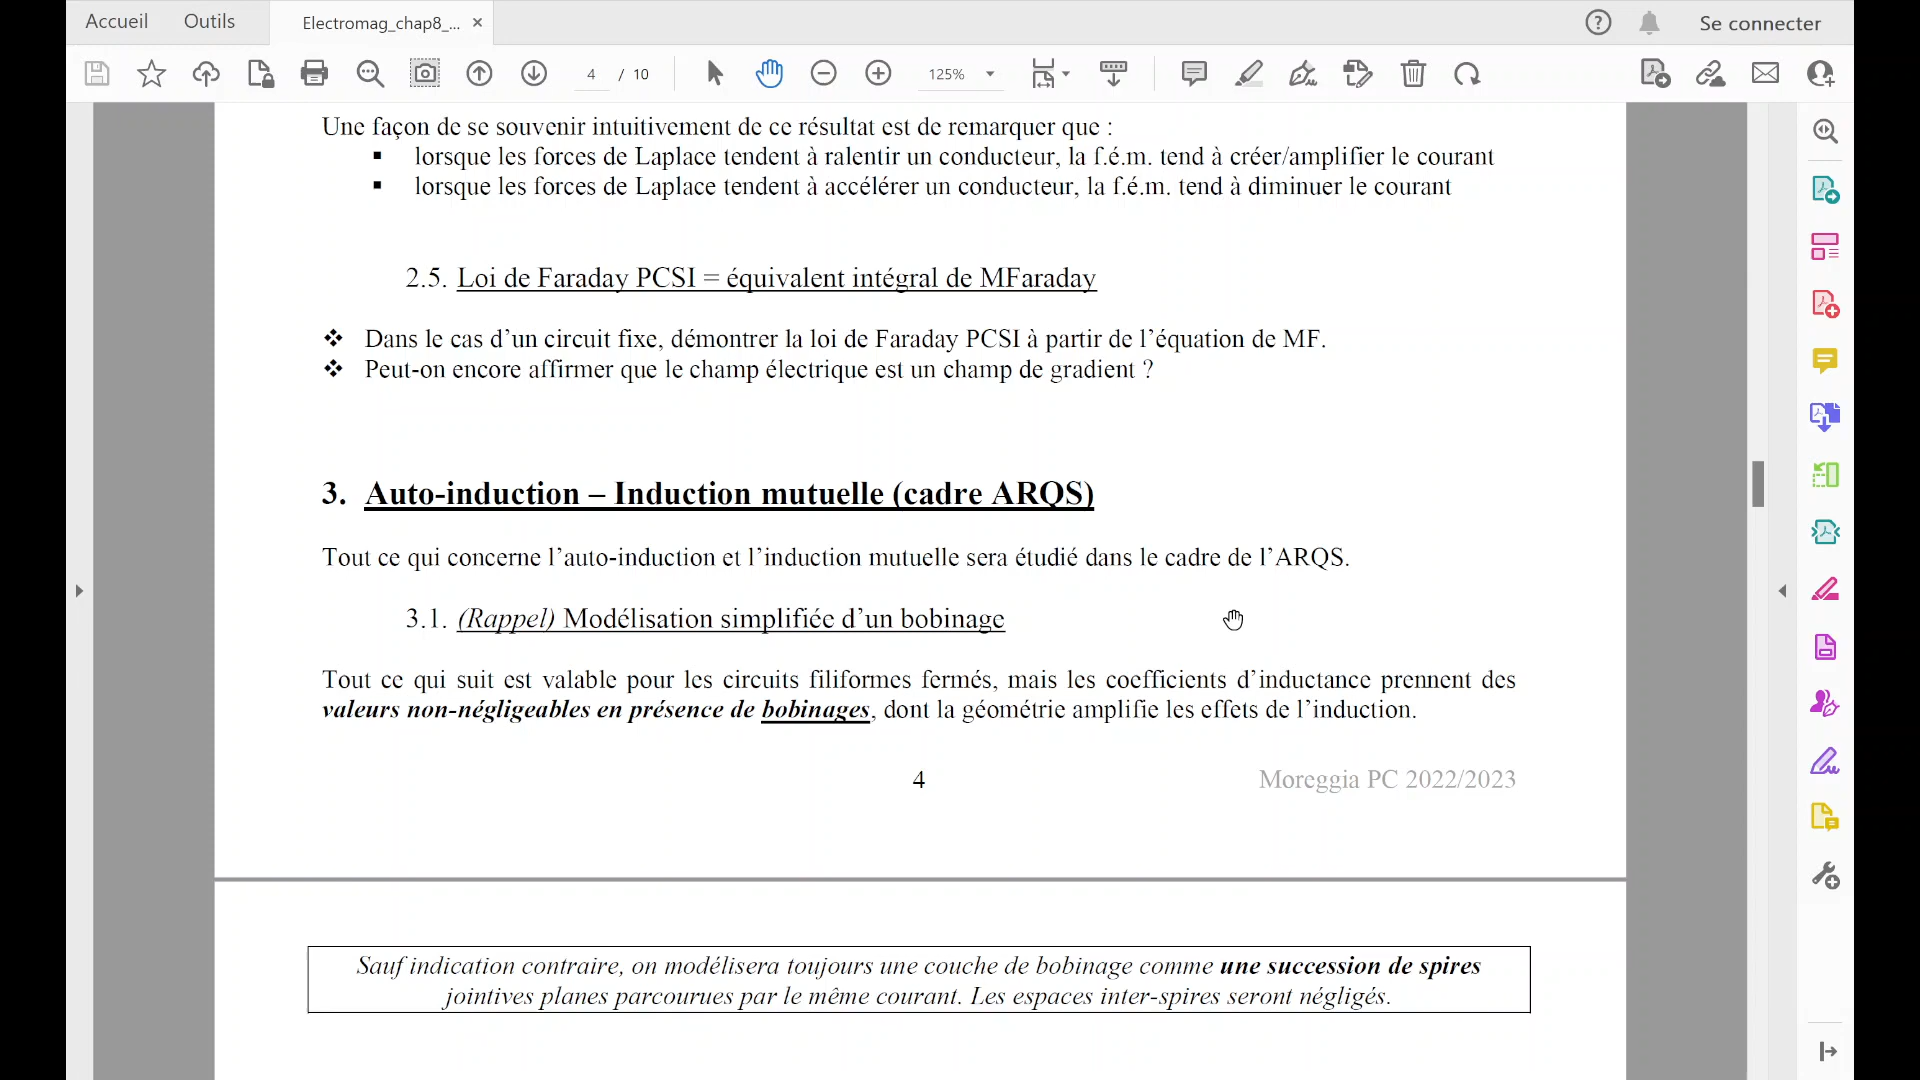 Accueil
Outils
Electromag_chap8_...
Se connecter
4 / 10
125%
Une façon de se souvenir intuitivement de ce résultat est de remarquer que :
▪ lorsque les forces de Laplace tendent à ralentir un conducteur, la f.é.m. tend à créer/amplifier le courant
▪ lorsque les forces de Laplace tendent à accélérer un conducteur, la f.é.m. tend à diminuer le courant
2.5. Loi de Faraday PCSI = équivalent intégral de MFaraday
❖ Dans le cas d’un circuit fixe, démontrer la loi de Faraday PCSI à partir de l’équation de MF.
❖ Peut-on encore affirmer que le champ électrique est un champ de gradient ?
3. Auto-induction – Induction mutuelle (cadre ARQS)
Tout ce qui concerne l’auto-induction et l’induction mutuelle sera étudié dans le cadre de l’ARQS.
3.1. (Rappel) Modélisation simplifiée d’un bobinage
Tout ce qui suit est valable pour les circuits filiformes fermés, mais les coefficients d’inductance prennent des
valeurs non-négligeables en présence de bobinages, dont la géométrie amplifie les effets de l’induction.
4
Moreggia PC 2022/2023
Sauf indication contraire, on modélisera toujours une couche de bobinage comme une succession de spires
jointives planes parcourues par le même courant. Les espaces inter-spires seront négligés.